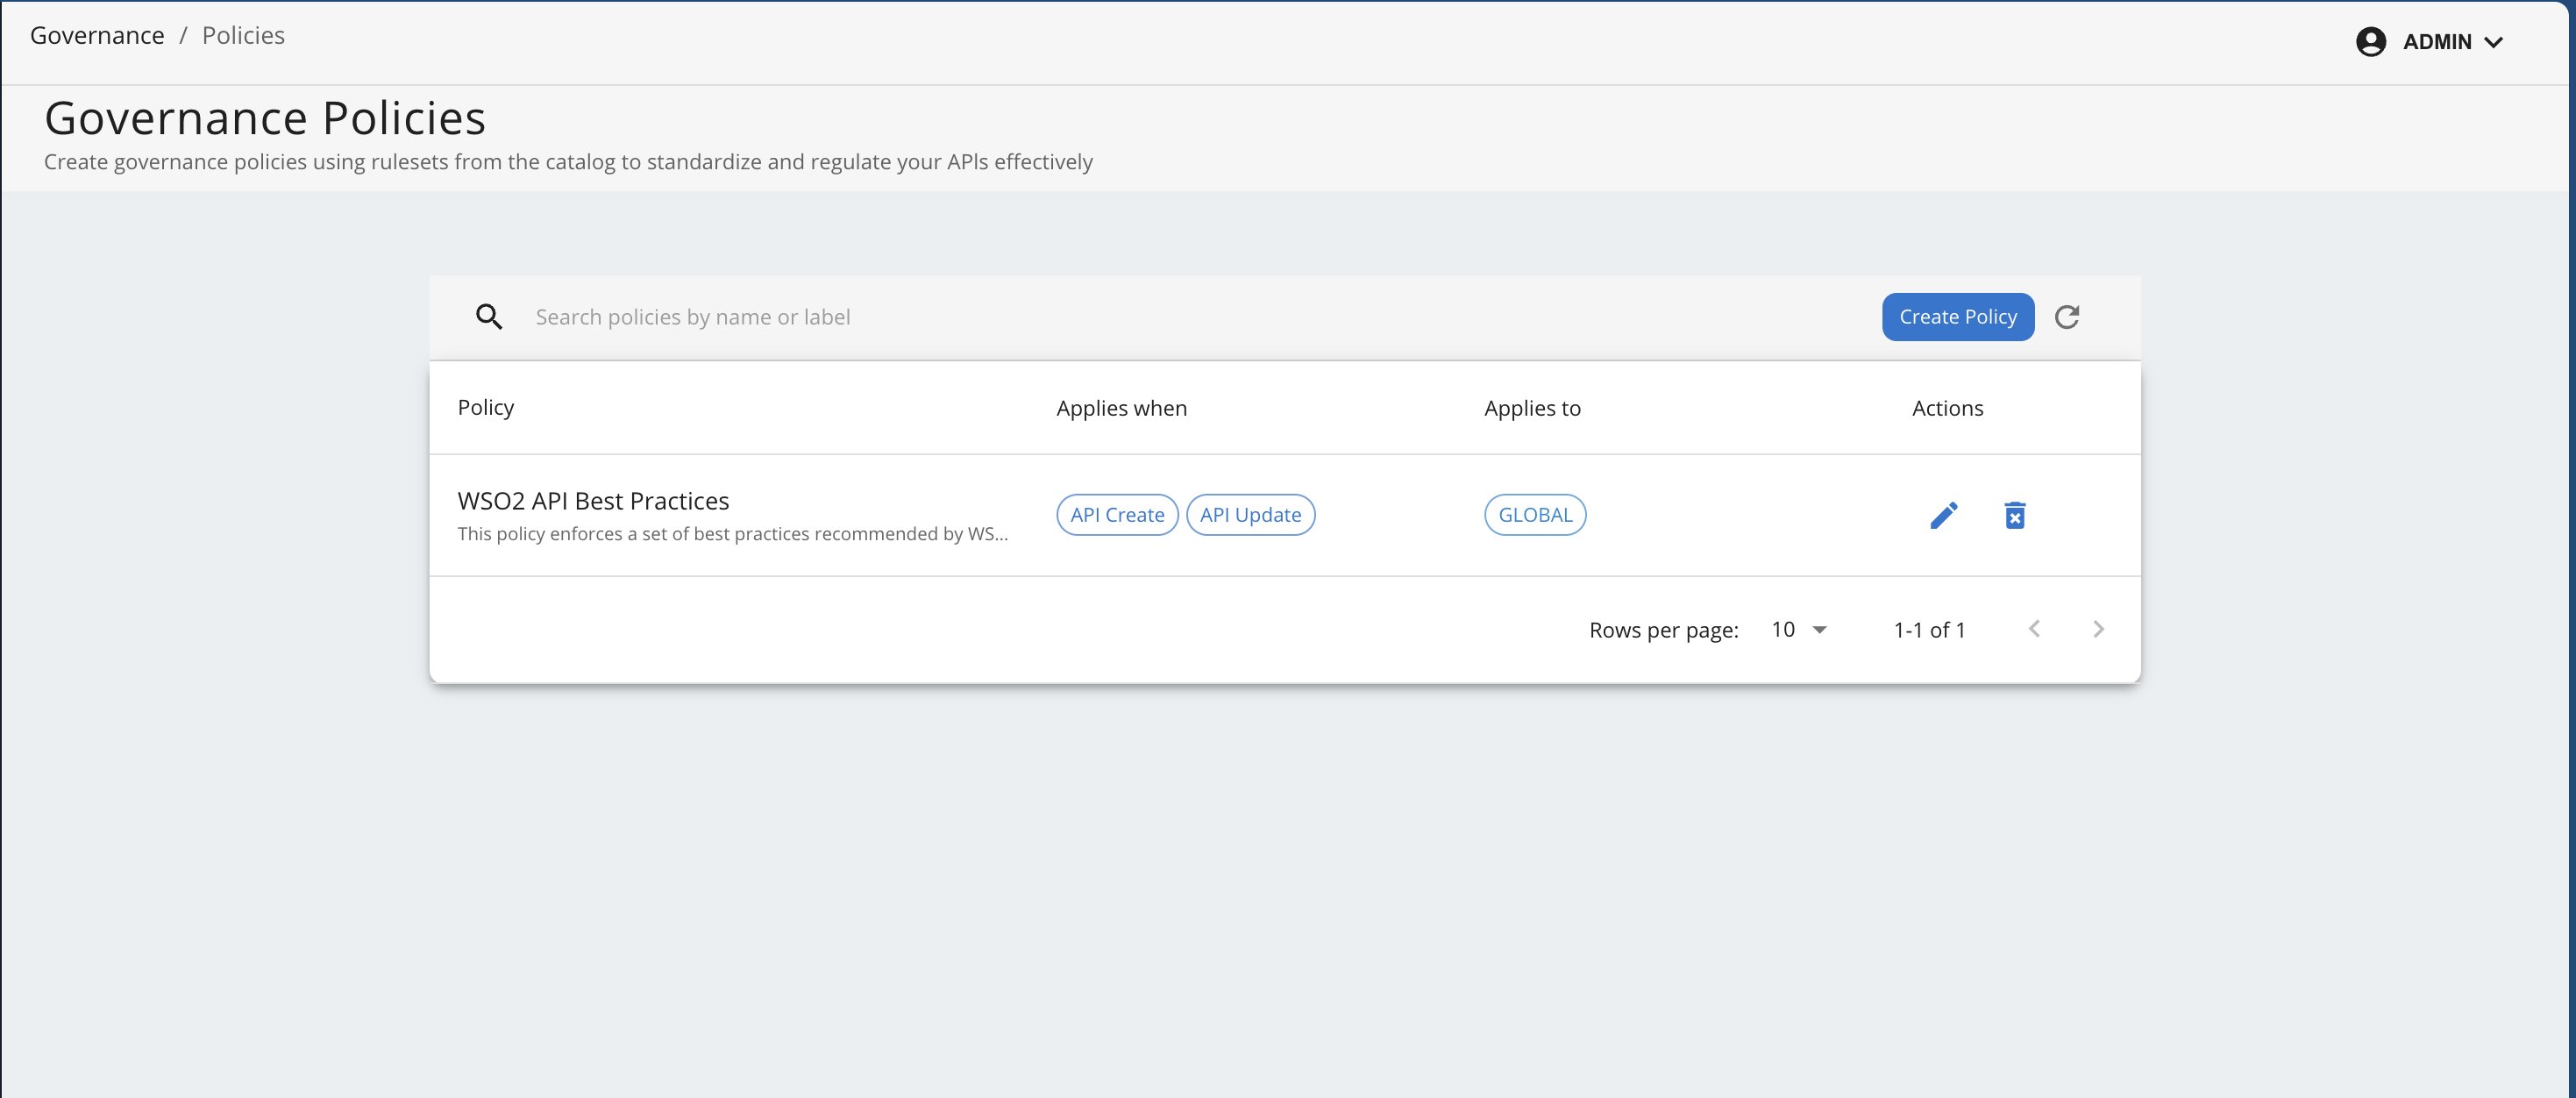 Governance / Policies
ADMIN
Governance Policies
Create governance policies using rulesets from the catalog to standardize and regulate your APIs effectively
Search policies by name or label
Create Policy
Policy Applies when Applies to Actions
WSO2 API Best Practices
This policy enforces a set of best practices recommended by WS...
API Create API Update GLOBAL
Rows per page: 10 1-1 of 1